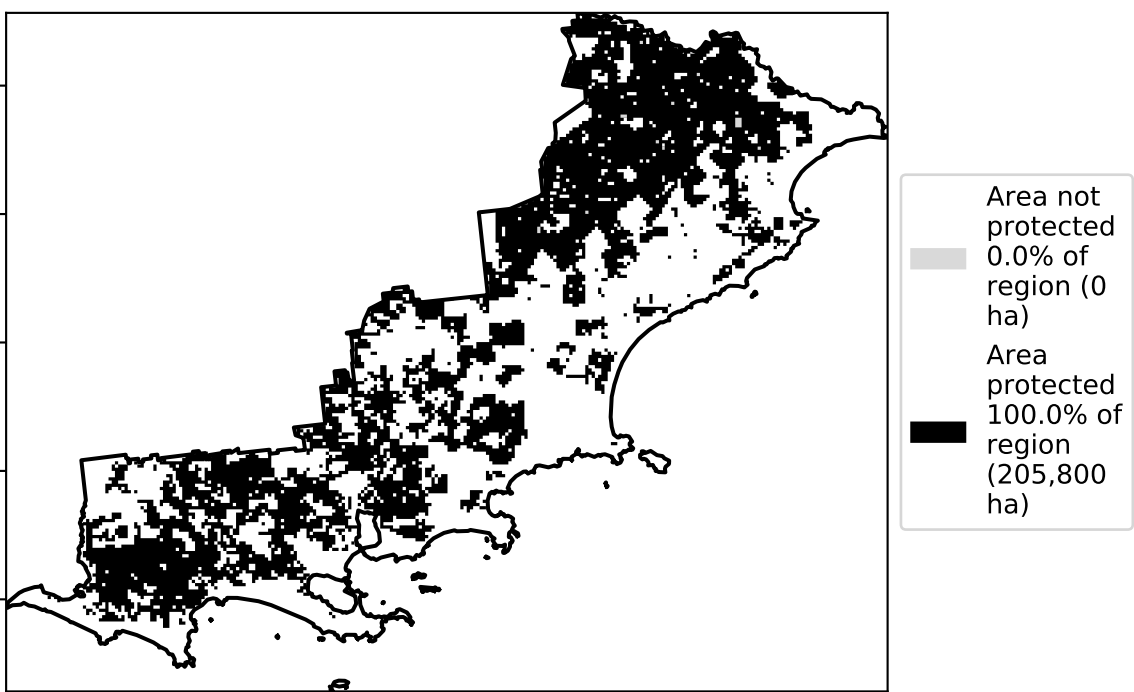 Area not
protected
0.0% of
region (0
ha)
Area
protected
100.0% of
region
(205,800
ha)